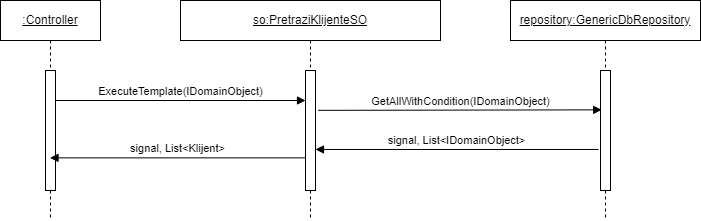 :Controller
so:PretraziKlijenteSO
repository:GenericDbRepository
ExecuteTemplate(IDomainObject)
GetAllWithCondition(IDomainObject)
signal, List<IDomainObject>
signal, List<Klijent>